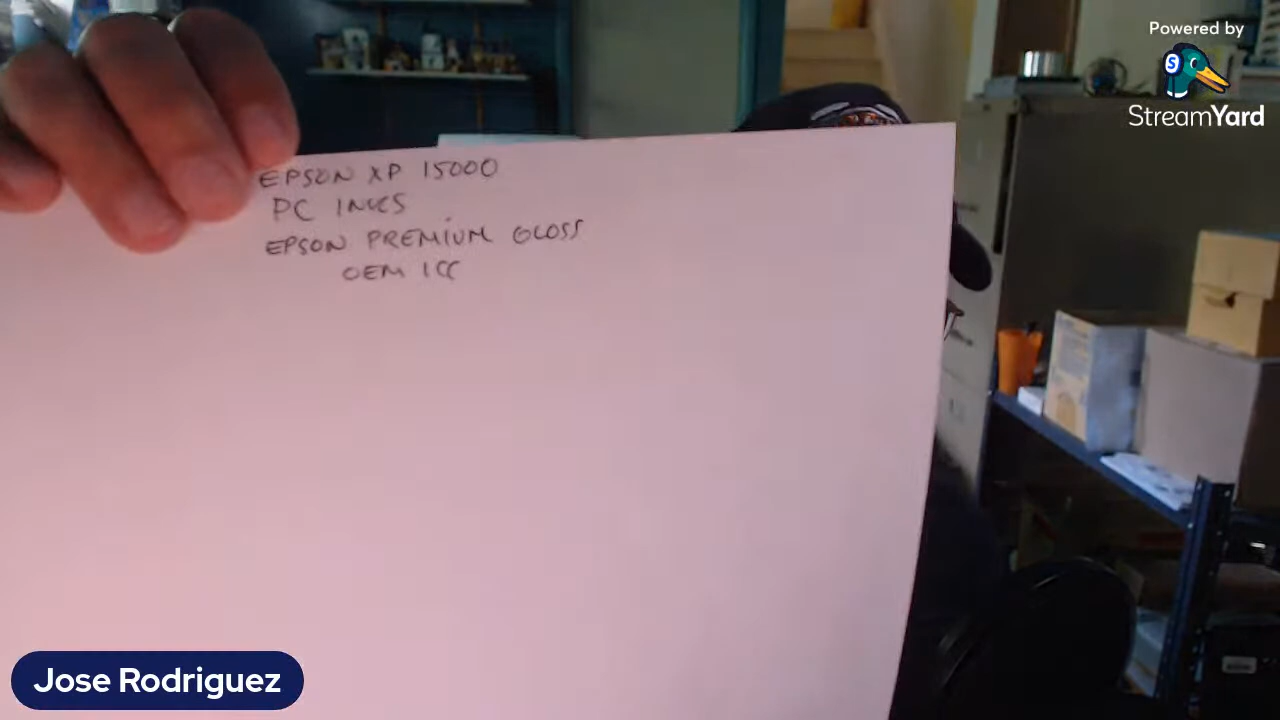 Powered by
S
StreamYard
EPSON XP 15000
PC INKS
EPSON PREMIUM GLOSS
OEM ICC
Jose Rodriguez